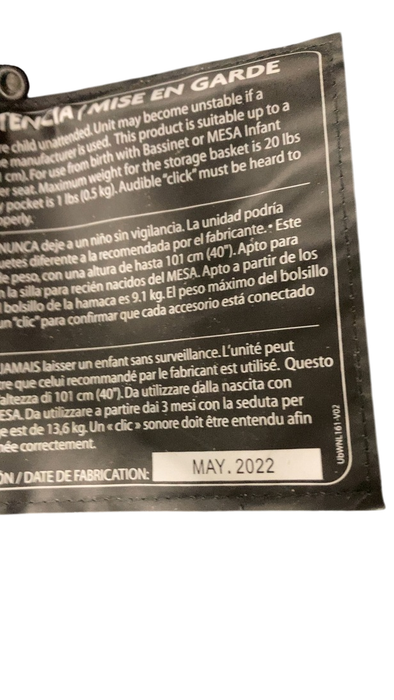 TENCIA / MISE EN GARDE
re child unattended. Unit may become unstable if a
e manufacturer is used. This product is suitable up to a
1 cm). For use from birth with Bassinet or MESA Infant
er seat. Maximum weight for the storage basket is 20 lbs
y pocket is 1 lbs (0.5 kg). Audible "click" must be heard to
operly.
NUNCA deje a un niño sin vigilancia. La unidad podría
uetes diferente a la recomendada por el fabricante. • Este
de peso, con una altura de hasta 101 cm (40"). Apto para
n la silla para recién nacidos del MESA. Apto a partir de los
l bolsillo de la hamaca es 9.1 kg. El peso máximo del bolsillo
un "clic" para confirmar que cada accesorio está conectado
JAMAIS laisser un enfant sans surveillance. L'unité peut
re que celui recommandé par le fabricant est utilisé. Questo
altezza di 101 cm (40"). Da utilizzare dalla nascita con
ESA. Da utilizzare a partire dai 3 mesi con la seduta per
e est de 13,6 kg. Un « clic » sonore doit être entendu afin
née correctement.
ÓN / DATE DE FABRICATION: MAY. 2022
UbWNL161-V02